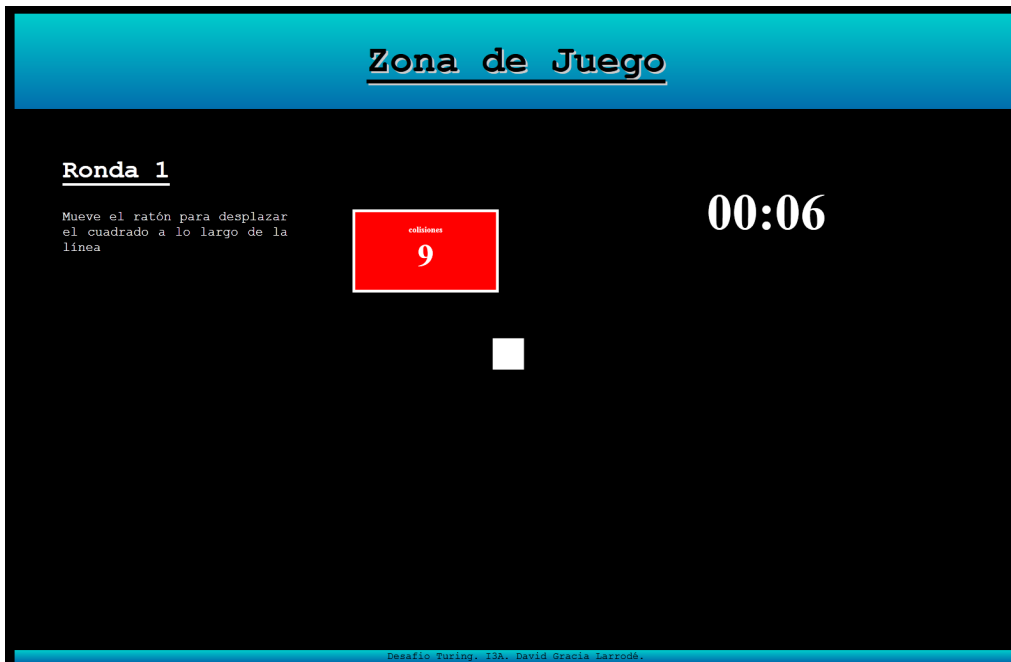 Zona de Juego
Ronda 1
Mueve el ratón para desplazar
el cuadrado a lo largo de la
línea
colisiones
9
00:06
Desafío Turing. I3A. David Gracia Larrodé.